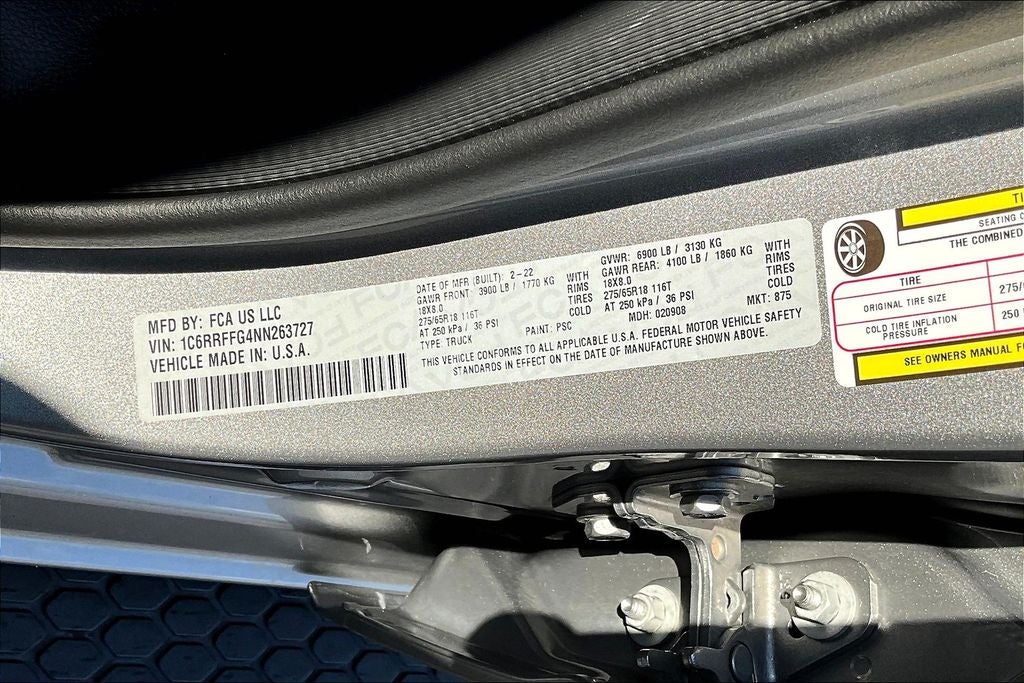 MFD BY: FCA US LLC
VIN: 1C6RRFFG4NN263727
VEHICLE MADE IN: U.S.A.
DATE OF MFR (BUILT): 2-22
GAWR FRONT: 3900 LB / 1770 KG WITH
18X8.0 RIMS
275/65R18 116T TIRES
AT 250 kPa / 36 PSI COLD
TYPE: TRUCK
PAINT: PSC
GVWR: 6900 LB / 3130 KG
GAWR REAR: 4100 LB / 1860 KG WITH
18X8.0 RIMS
275/65R18 116T TIRES
AT 250 kPa / 36 PSI COLD
MDH: 020908
MKT: 875
THIS VEHICLE CONFORMS TO ALL APPLICABLE U.S.A. FEDERAL MOTOR VEHICLE SAFETY
STANDARDS IN EFFECT ON THE DATE OF MANUFACTURE SHOWN ABOVE.
SEATING
THE COMBINED
TIRE
ORIGINAL TIRE SIZE 275/
COLD TIRE INFLATION
PRESSURE 250
SEE OWNERS MANUAL